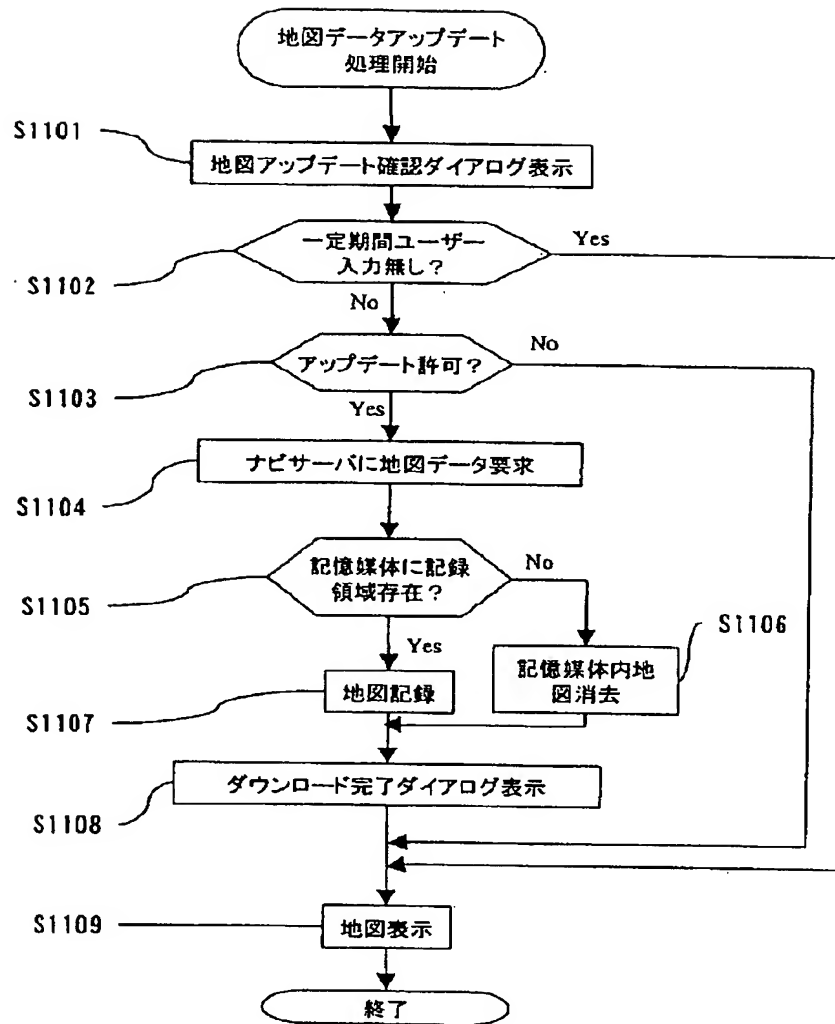 地図データアップデート
処理開始
S1101
地図アップデート確認ダイアログ表示
一定期間ユーザー
入力無し？
Yes
S1102
No
アップデート許可？
No
S1103
Yes
ナビサーバに地図データ要求
S1104
記憶媒体に記録
領域存在？
No
S1105
S1106
Yes
記憶媒体内地
図消去
地図記録
S1107
ダウンロード完了ダイアログ表示
S1108
S1109
地図表示
終了